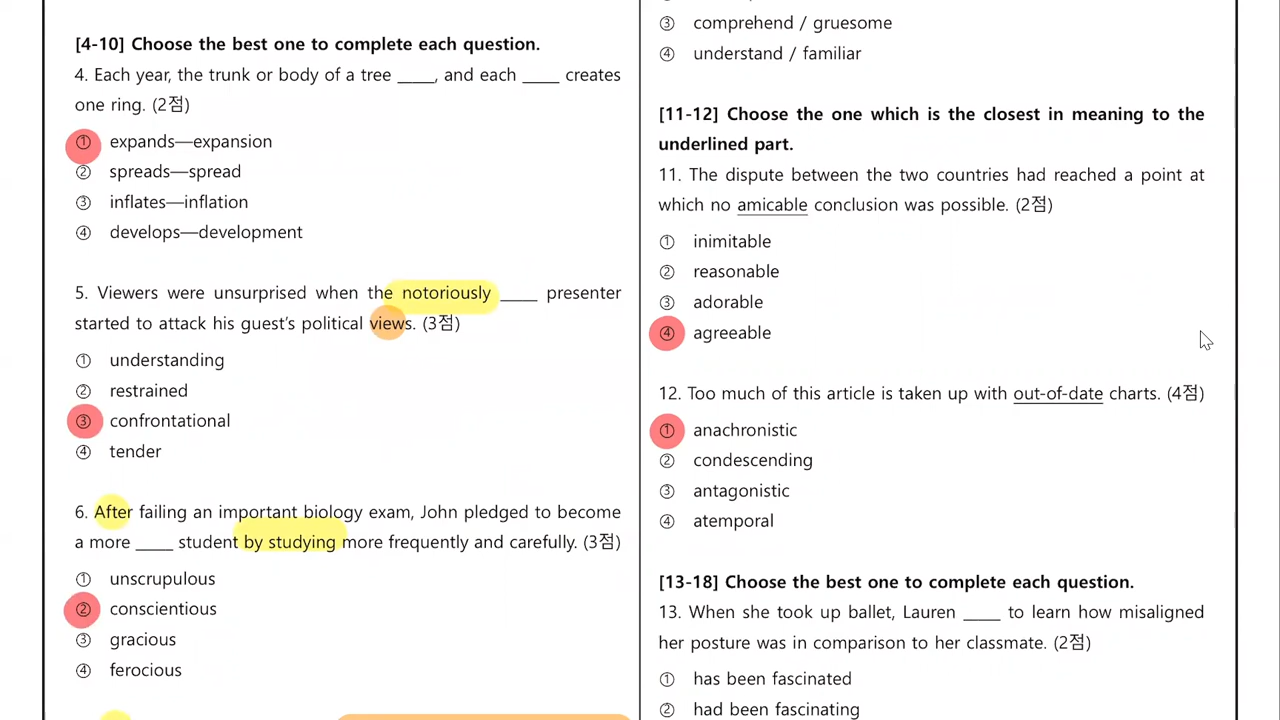 [4-10] Choose the best one to complete each question.
4. Each year, the trunk or body of a tree ____, and each ____ creates
one ring. (2점)
① expands—expansion
② spreads—spread
③ inflates—inflation
④ develops—development
5. Viewers were unsurprised when the notoriously ____ presenter
started to attack his guest's political views. (3점)
① understanding
② restrained
③ confrontational
④ tender
6. After failing an important biology exam, John pledged to become
a more ____ student by studying more frequently and carefully. (3점)
① unscrupulous
② conscientious
③ gracious
④ ferocious
③ comprehend / gruesome
④ understand / familiar
[11-12] Choose the one which is the closest in meaning to the
underlined part.
11. The dispute between the two countries had reached a point at
which no amicable conclusion was possible. (2점)
① inimitable
② reasonable
③ adorable
④ agreeable
12. Too much of this article is taken up with out-of-date charts. (4점)
① anachronistic
② condescending
③ antagonistic
④ atemporal
[13-18] Choose the best one to complete each question.
13. When she took up ballet, Lauren ____ to learn how misaligned
her posture was in comparison to her classmate. (2점)
① has been fascinated
② had been fascinating